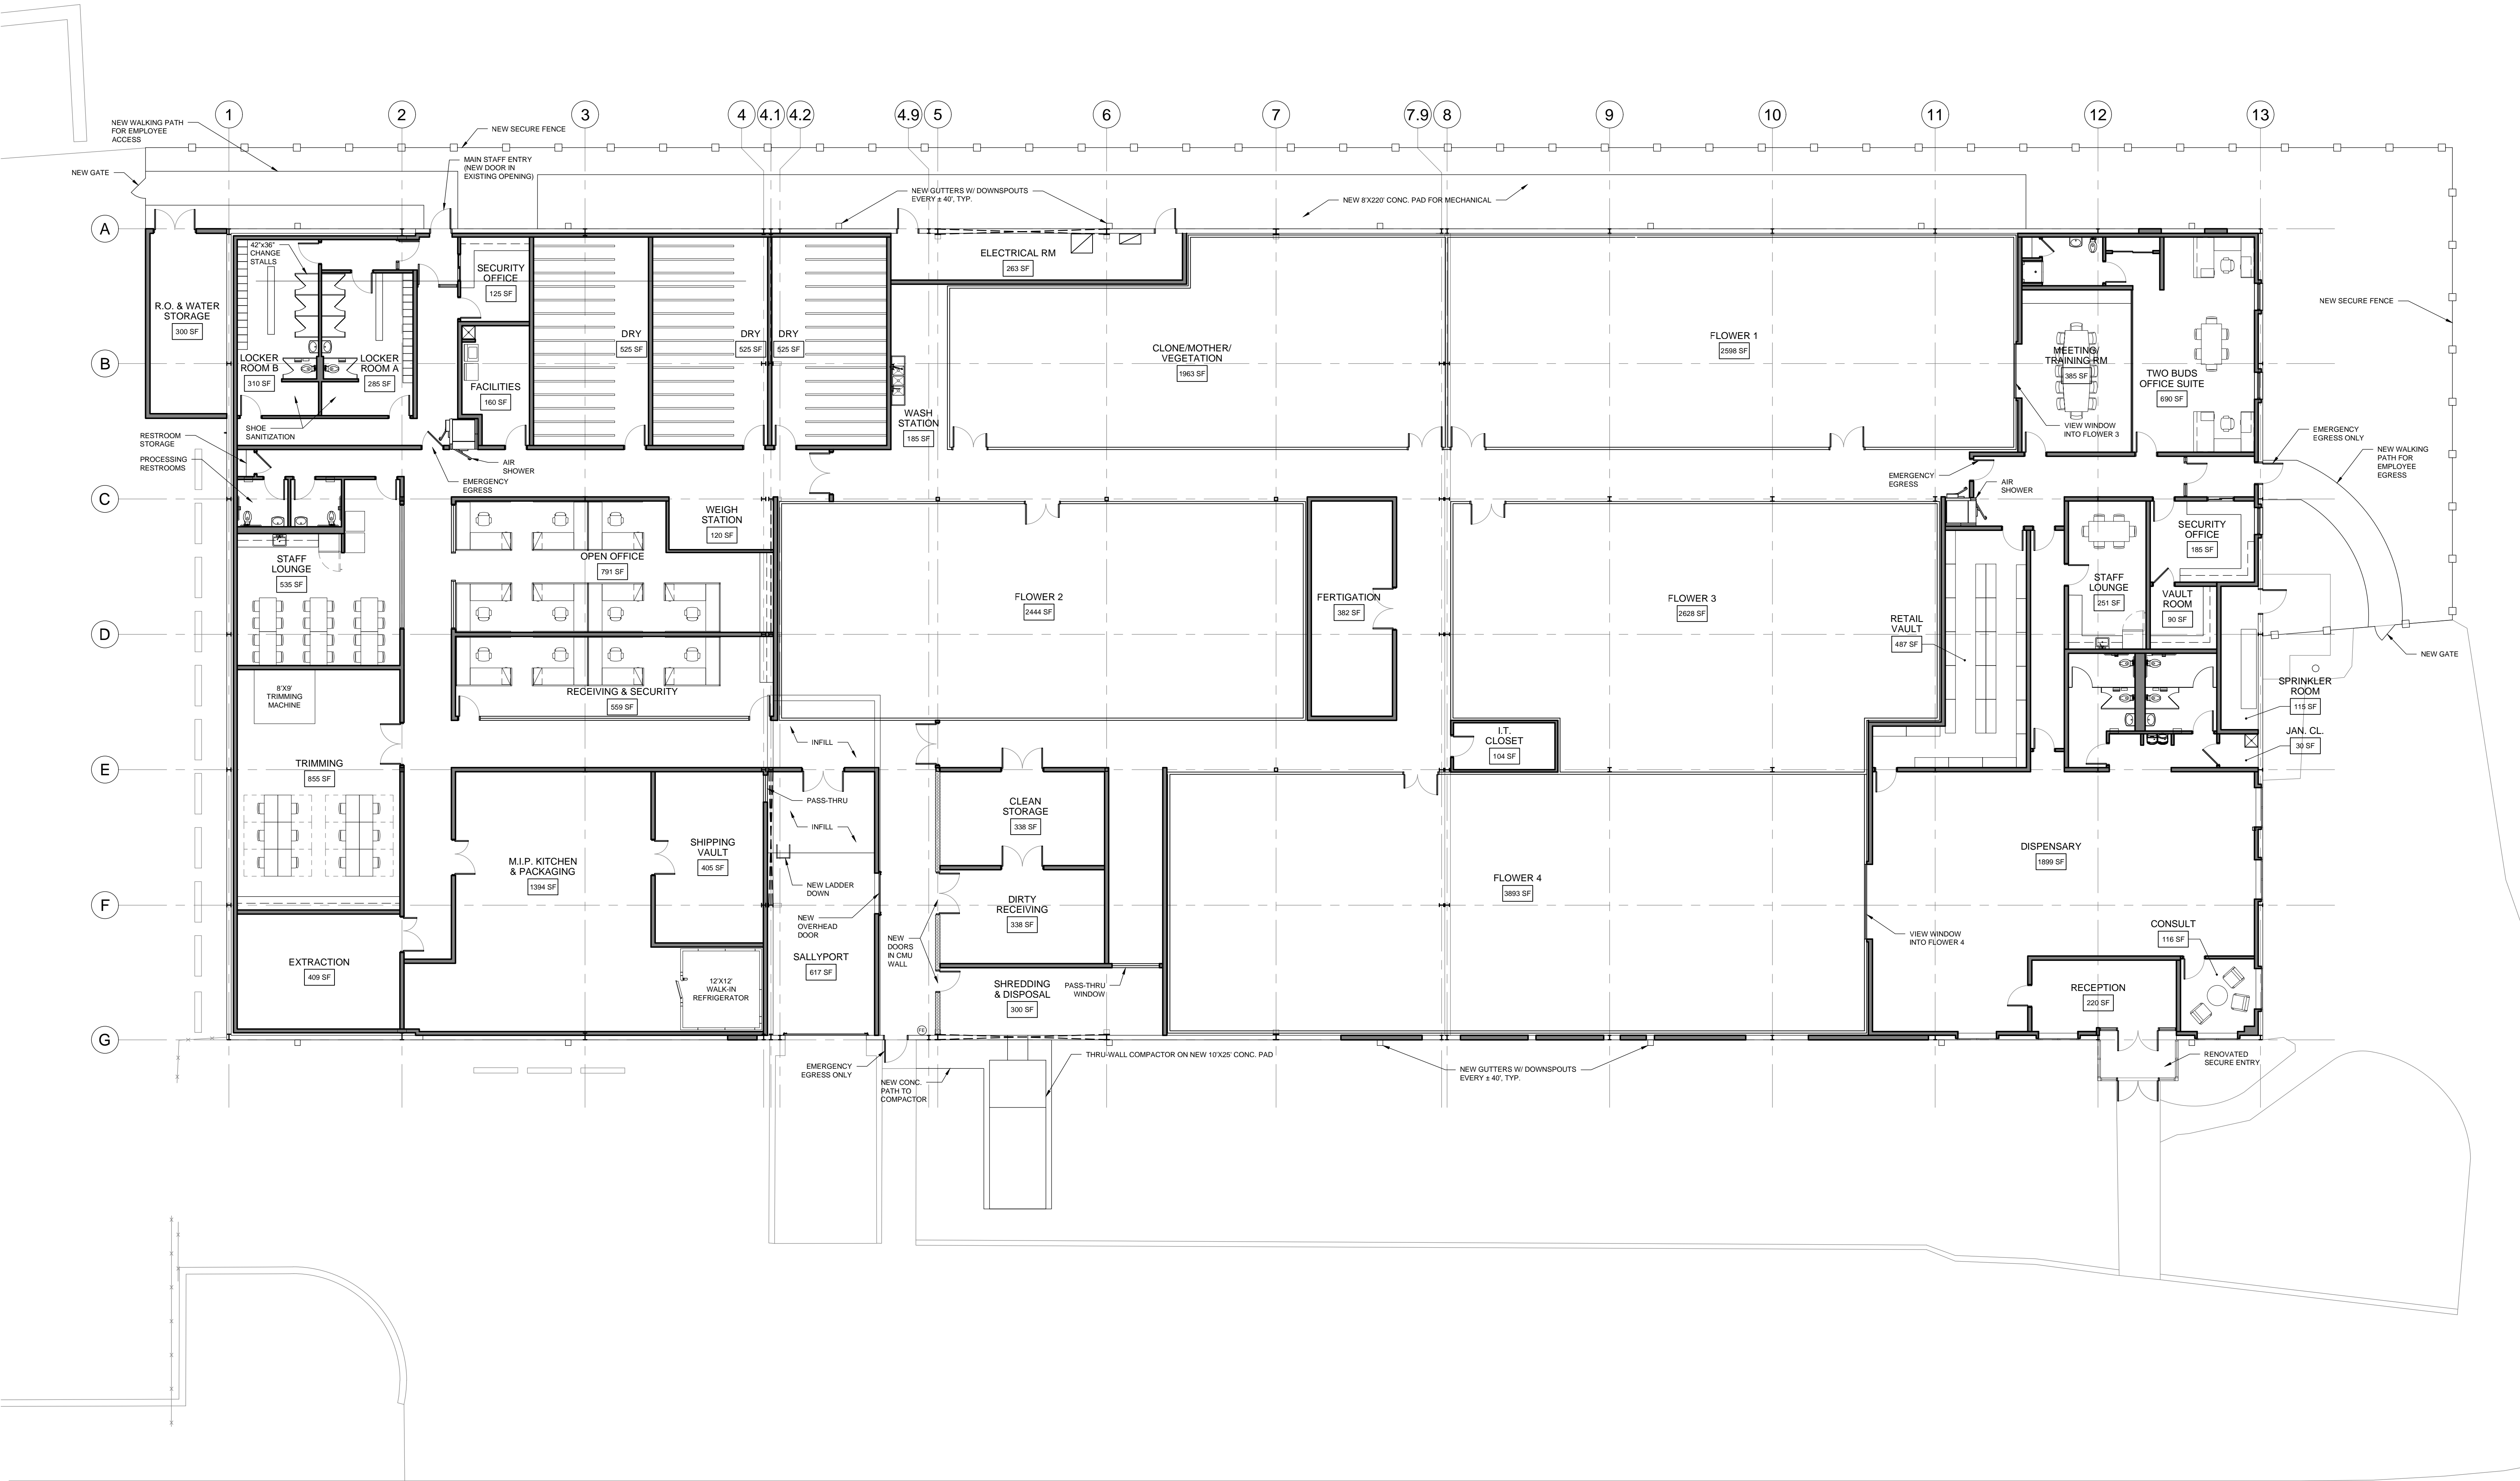 1
2
3
4
4.1
4.2
4.9
5
6
7
7.9
8
9
10
11
12
13
NEW WALKING PATH
FOR EMPLOYEE
ACCESS
NEW SECURE FENCE
MAIN STAFF ENTRY
(NEW DOOR IN
EXISTING OPENING)
NEW GATE
NEW GUTTERS W/ DOWNSPOUTS
EVERY ± 40', TYP.
NEW 8'X220' CONC. PAD FOR MECHANICAL
A
42"x36"
CHANGE
STALLS
R.O. & WATER
STORAGE
300 SF
SECURITY
OFFICE
125 SF
ELECTRICAL RM
263 SF
NEW SECURE FENCE
B
LOCKER
ROOM B
310 SF
LOCKER
ROOM A
285 SF
FACILITIES
160 SF
DRY
525 SF
DRY
525 SF
DRY
525 SF
CLONE/MOTHER/
VEGETATION
1963 SF
FLOWER 1
2598 SF
MEETING/
TRAINING RM
385 SF
TWO BUDS
OFFICE SUITE
690 SF
WASH
STATION
185 SF
SHOE
SANITIZATION
RESTROOM
STORAGE
PROCESSING
RESTROOMS
AIR
SHOWER
EMERGENCY
EGRESS
VIEW WINDOW
INTO FLOWER 3
EMERGENCY
EGRESS ONLY
NEW WALKING
PATH FOR
EMPLOYEE
EGRESS
EMERGENCY
EGRESS
AIR
SHOWER
C
WEIGH
STATION
120 SF
OPEN OFFICE
791 SF
STAFF
LOUNGE
535 SF
FLOWER 2
2444 SF
FERTIGATION
382 SF
FLOWER 3
2628 SF
RETAIL
VAULT
487 SF
SECURITY
OFFICE
185 SF
STAFF
LOUNGE
251 SF
VAULT
ROOM
90 SF
D
NEW GATE
8'X9'
TRIMMING
MACHINE
RECEIVING & SECURITY
559 SF
SPRINKLER
ROOM
115 SF
JAN. CL.
30 SF
INFILL
I.T.
CLOSET
104 SF
E
TRIMMING
855 SF
PASS-THRU
INFILL
CLEAN
STORAGE
338 SF
SHIPPING
VAULT
405 SF
M.I.P. KITCHEN
& PACKAGING
1394 SF
DISPENSARY
1899 SF
FLOWER 4
3893 SF
NEW LADDER
DOWN
F
DIRTY
RECEIVING
338 SF
NEW
OVERHEAD
DOOR
NEW
DOORS
IN CMU
WALL
VIEW WINDOW
INTO FLOWER 4
CONSULT
116 SF
EXTRACTION
409 SF
SALLYPORT
617 SF
12'X12'
WALK-IN
REFRIGERATOR
SHREDDING
& DISPOSAL
300 SF
PASS-THRU
WINDOW
RECEPTION
220 SF
G
FE
EMERGENCY
EGRESS ONLY
NEW CONC.
PATH TO
COMPACTOR
THRU-WALL COMPACTOR ON NEW 10'X25' CONC. PAD
NEW GUTTERS W/ DOWNSPOUTS
EVERY ± 40', TYP.
RENOVATED
SECURE ENTRY